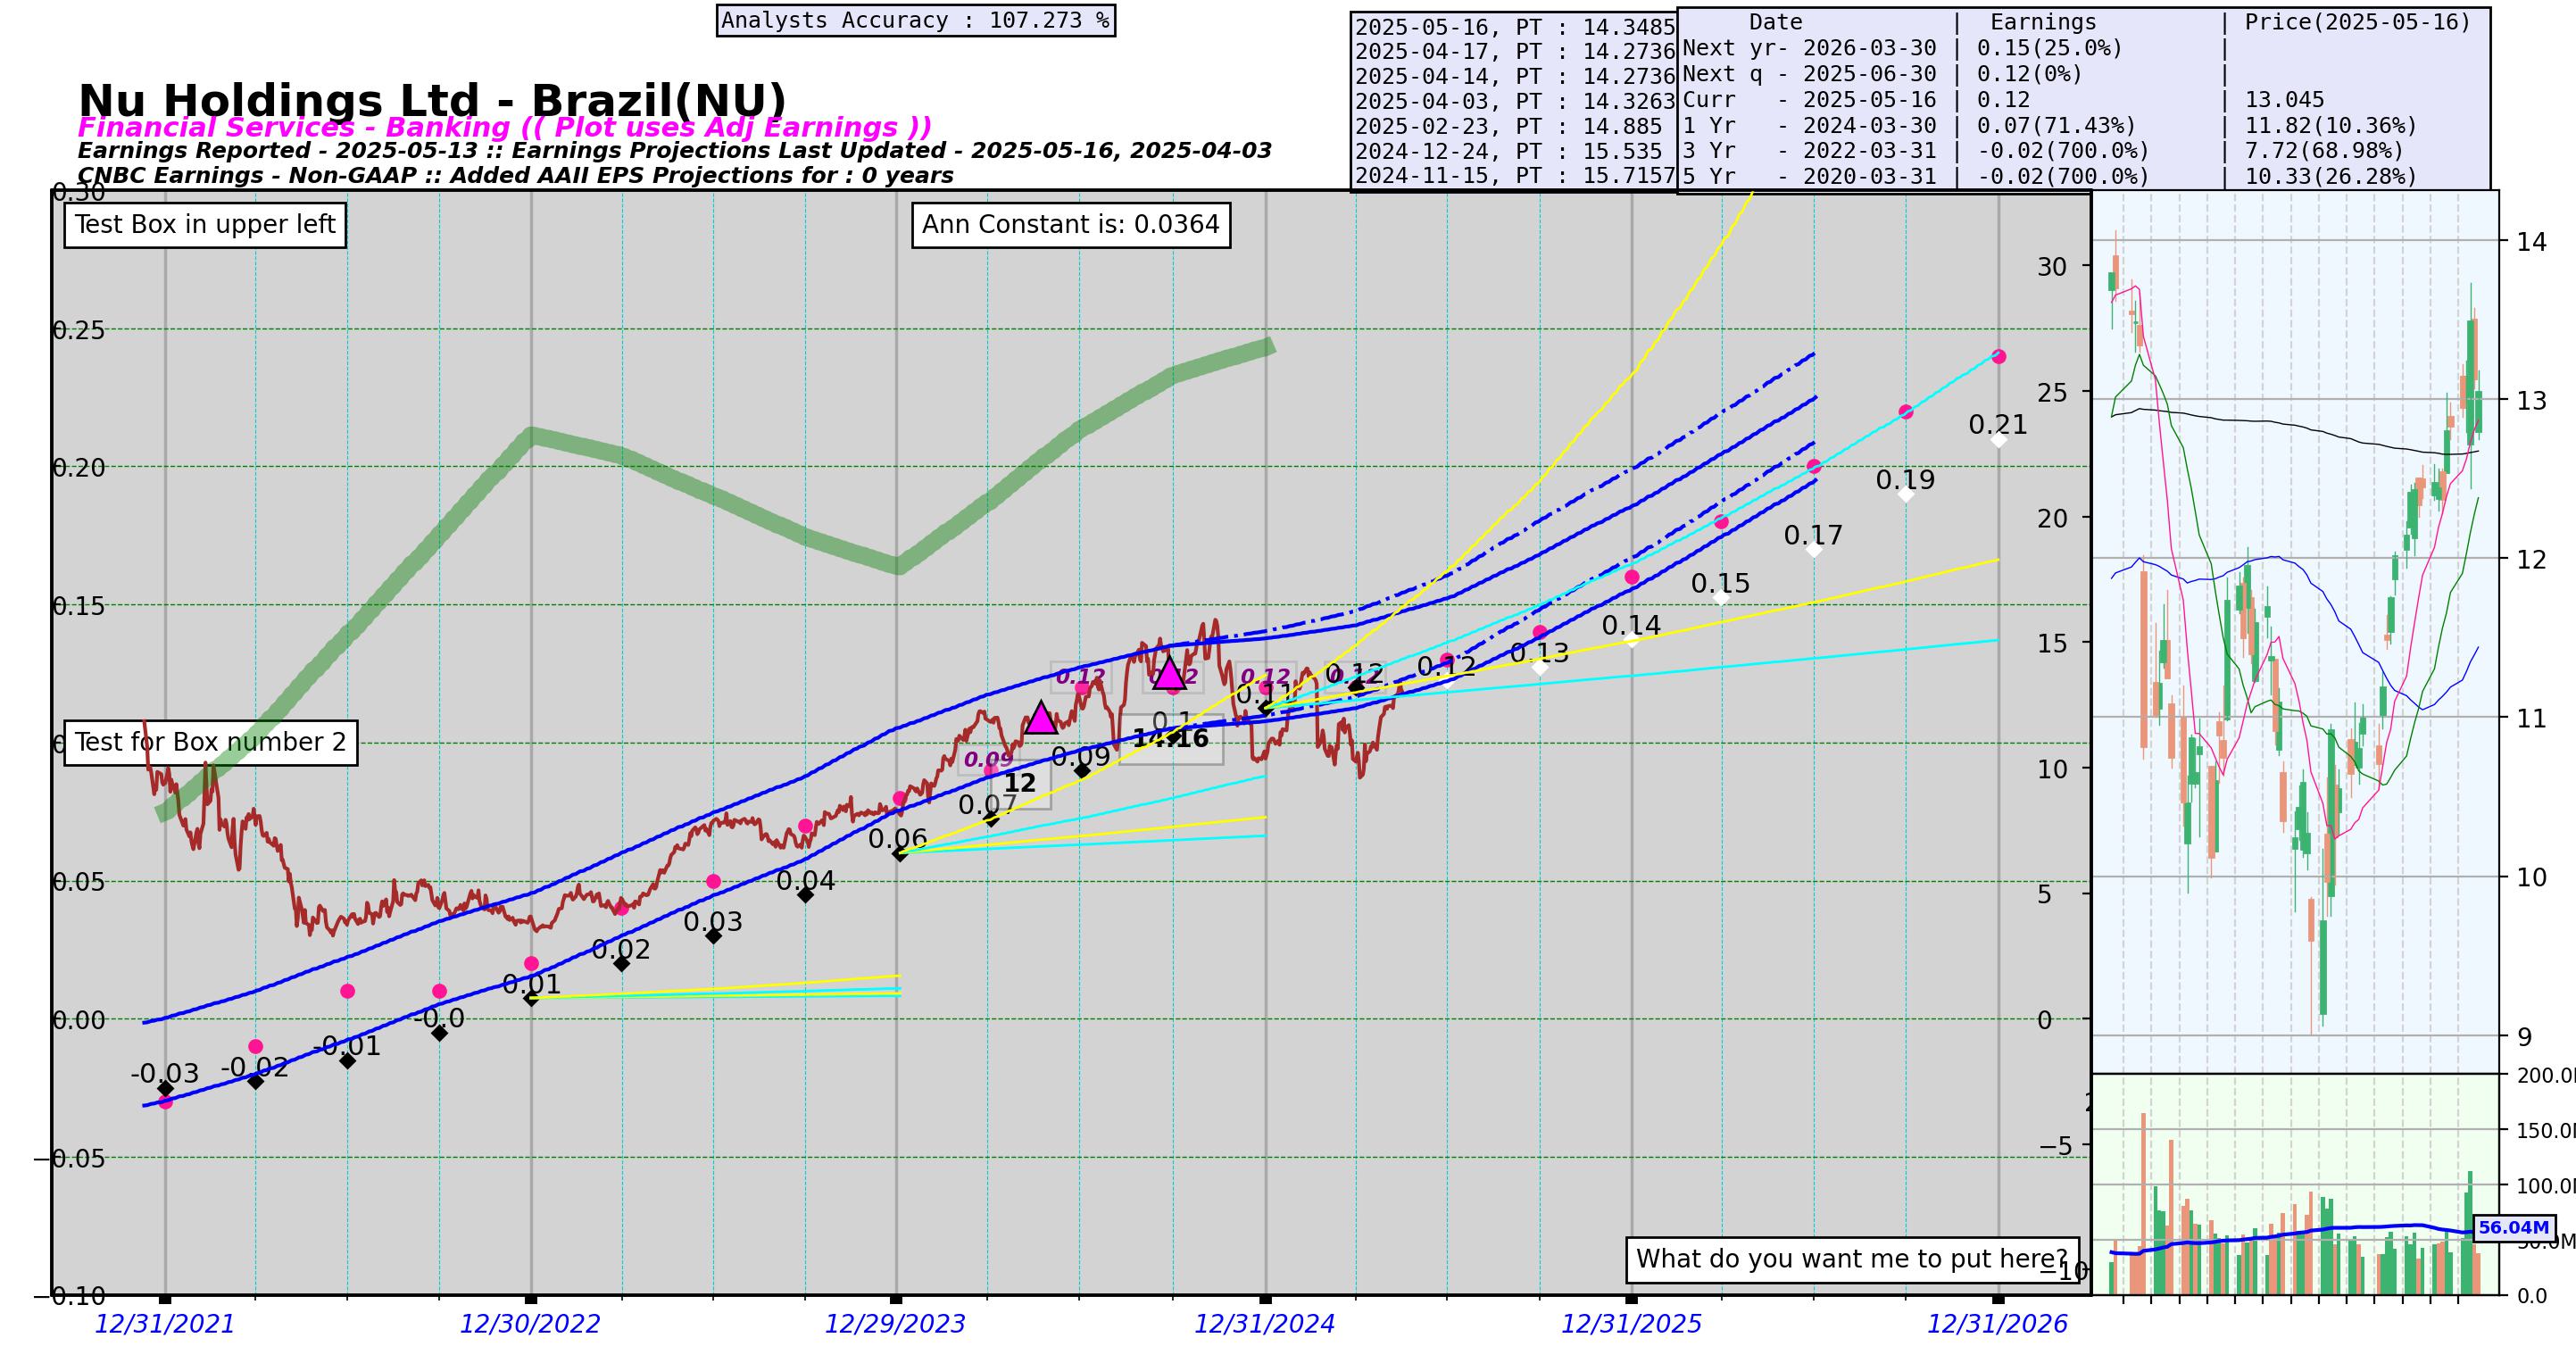 Analysts Accuracy : 107.273 %
2025-05-16, PT : 14.3485
2025-04-17, PT : 14.2736
2025-04-14, PT : 14.2736
2025-04-03, PT : 14.3263
2025-02-23, PT : 14.885
2024-12-24, PT : 15.535
2024-11-15, PT : 15.7157
Date | Earnings | Price(2025-05-16)
Next yr- 2026-03-30 | 0.15(25.0%) |
Next q - 2025-06-30 | 0.12(0%) |
Curr - 2025-05-16 | 0.12 | 13.045
1 Yr - 2024-03-30 | 0.07(71.43%) | 11.82(10.36%)
3 Yr - 2022-03-31 | -0.02(700.0%) | 7.72(68.98%)
5 Yr - 2020-03-31 | -0.02(700.0%) | 10.33(26.28%)
Nu Holdings Ltd - Brazil(NU)
Financial Services - Banking (( Plot uses Adj Earnings ))
Earnings Reported - 2025-05-13 :: Earnings Projections Last Updated - 2025-05-16, 2025-04-03
CNBC Earnings - Non-GAAP :: Added AAII EPS Projections for : 0 years
Test Box in upper left
Ann Constant is: 0.0364
Test for Box number 2
What do you want me to put here?
0.30
0.25
0.20
0.15
0.05
0.00
−0.05
−0.10
-0.03
-0.02
-0.01
-0.0
0.01
0.02
0.03
0.04
0.06
0.07
0.09
0.1
0.11
0.12
0.12
0.13
0.14
0.15
0.17
0.19
0.21
0.09
0.12
0.12
0.12
12
14.16
30
25
20
15
10
5
0
−5
−10
14
13
12
11
10
9
150.0
100.0
0.0
56.04M
12/31/2021
12/30/2022
12/29/2023
12/31/2024
12/31/2025
12/31/2026